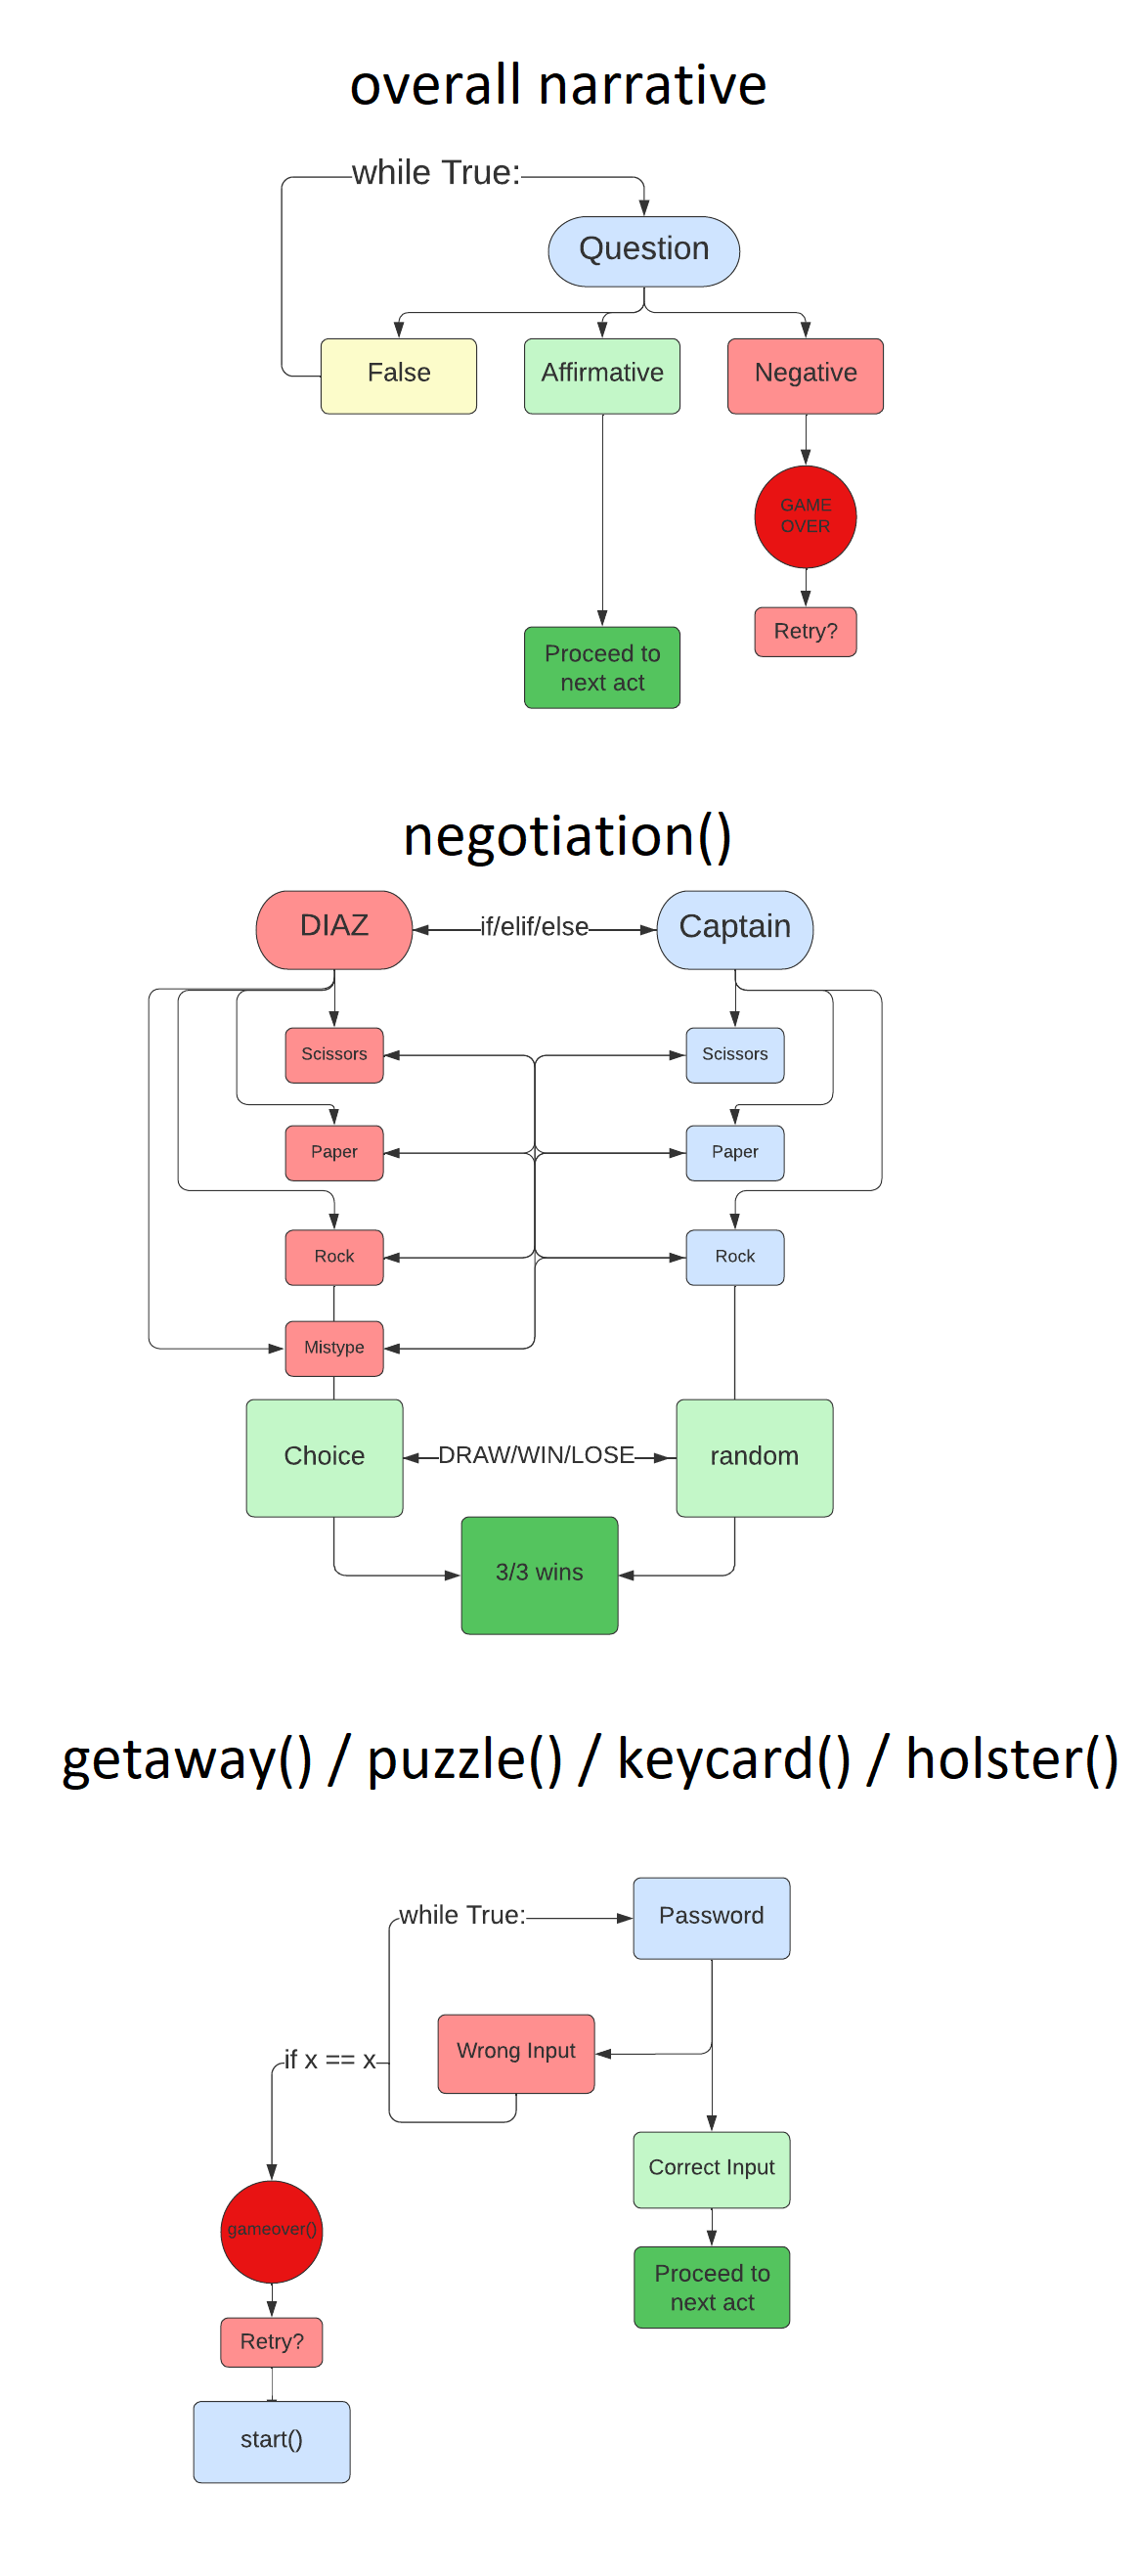 overall narrative
while True:
Question
False
Affirmative
Negative
GAME
OVER
Retry?
Proceed to
next act
negotiation()
DIAZ
if/elif/else
Captain
Scissors
Scissors
Paper
Paper
Rock
Rock
Mistype
Choice
DRAW/WIN/LOSE
random
3/3 wins
getaway() / puzzle() / keycard() / holster()
while True:
Password
Wrong Input
if x == x
Correct Input
gameover()
Proceed to
next act
Retry?
start()